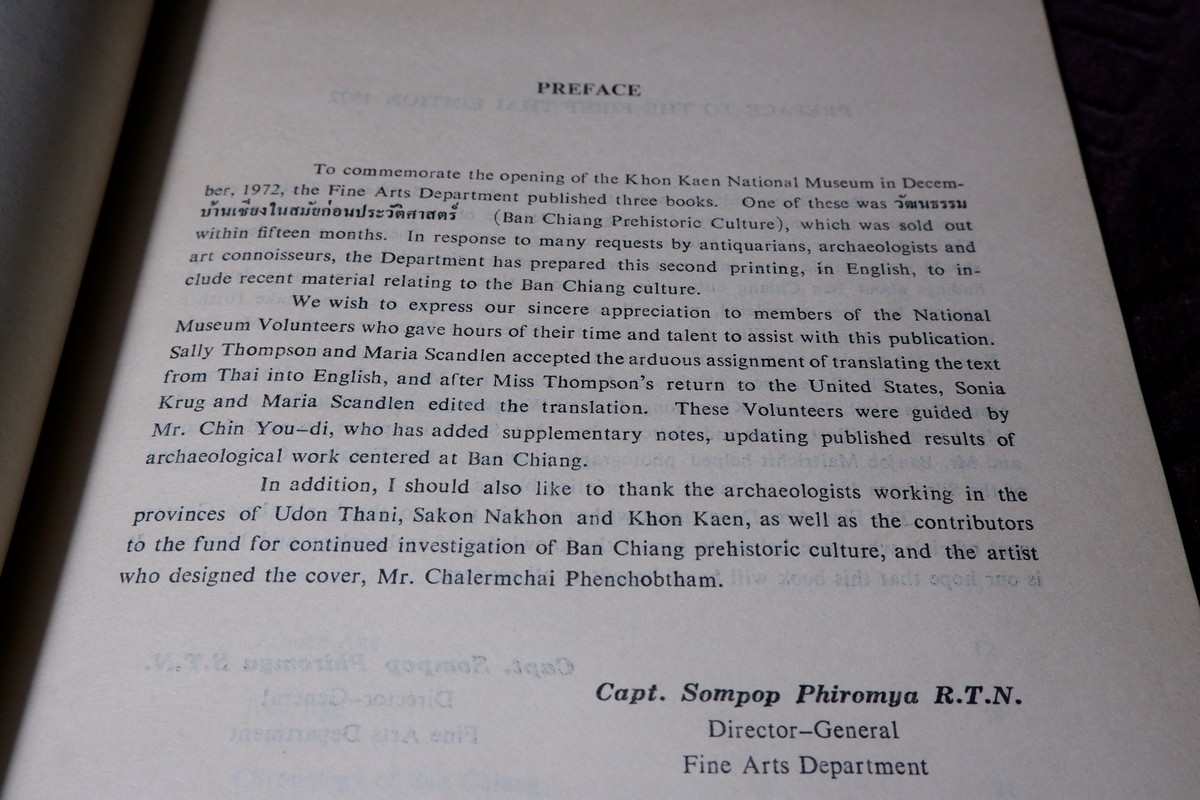 PREFACE
To commemorate the opening of the Khon Kaen National Museum in Decem-
ber, 1972, the Fine Arts Department published three books. One of these was วัฒนธรรม
บ้านเชียงในสมัยก่อนประวัติศาสตร์ (Ban Chiang Prehistoric Culture), which was sold out
within fifteen months. In response to many requests by antiquarians, archaeologists and
art connoisseurs, the Department has prepared this second printing, in English, to in-
clude recent material relating to the Ban Chiang culture.
We wish to express our sincere appreciation to members of the National
Museum Volunteers who gave hours of their time and talent to assist with this publication.
Sally Thompson and Maria Scandlen accepted the arduous assignment of translating the text
from Thai into English, and after Miss Thompson's return to the United States, Sonia
Krug and Maria Scandlen edited the translation. These Volunteers were guided by
Mr. Chin You-di, who has added supplementary notes, updating published results of
archaeological work centered at Ban Chiang.
In addition, I should also like to thank the archaeologists working in the
provinces of Udon Thani, Sakon Nakhon and Khon Kaen, as well as the contributors
to the fund for continued investigation of Ban Chiang prehistoric culture, and the artist
who designed the cover, Mr. Chalermchai Phenchobtham.
Capt. Sompop Phiromya R.T.N.
Director-General
Fine Arts Department